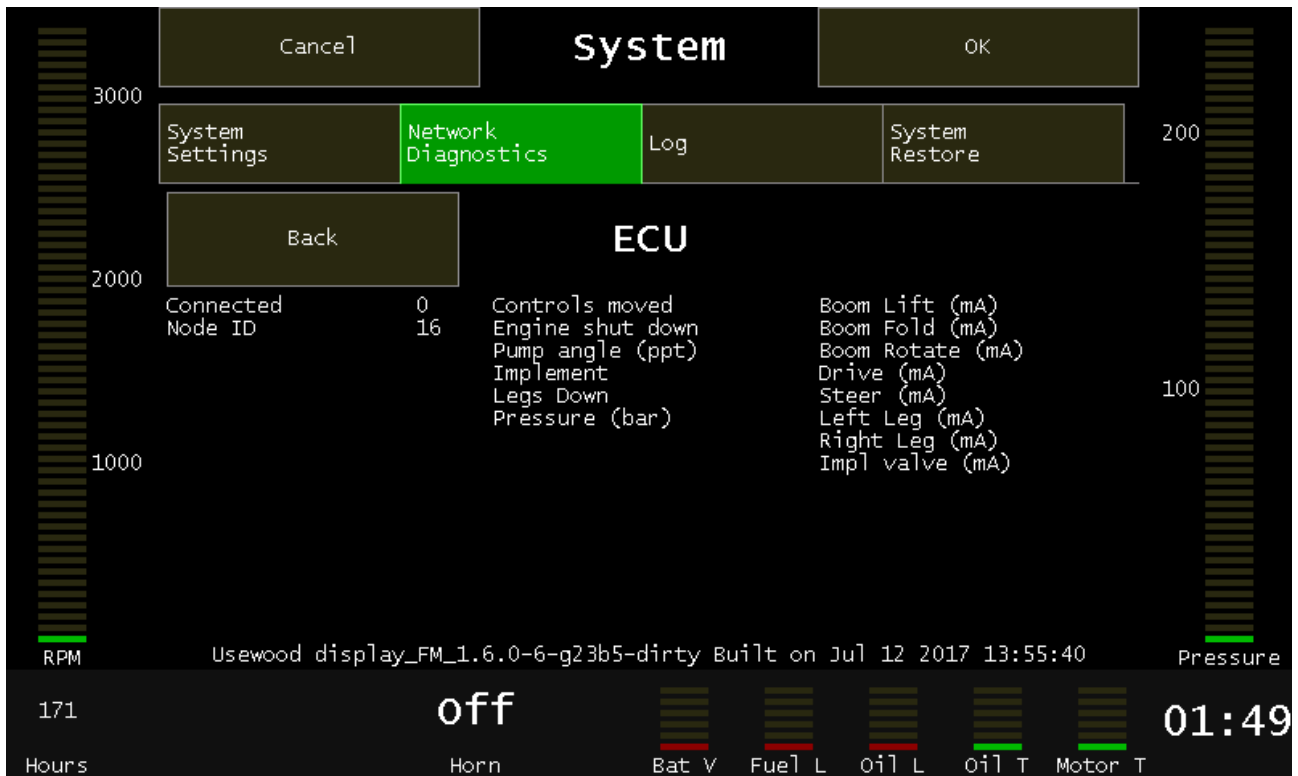 Cancel
System
OK
3000
System
Settings
Network
Diagnostics
Log
System
Restore
200
Back
ECU
2000
Connected 0
Node ID 16
Controls moved
Engine shut down
Pump angle (ppt)
Implement
Legs Down
Pressure (bar)
Boom Lift (mA)
Boom Fold (mA)
Boom Rotate (mA)
Drive (mA)
Steer (mA)
Left Leg (mA)
Right Leg (mA)
Impl valve (mA)
100
1000
RPM
Usewood display_FM_1.6.0-6-g23b5-dirty Built on Jul 12 2017 13:55:40
Pressure
171
Off
01:49
Hours
Horn
Bat V
Fuel L
Oil L
Oil T
Motor T